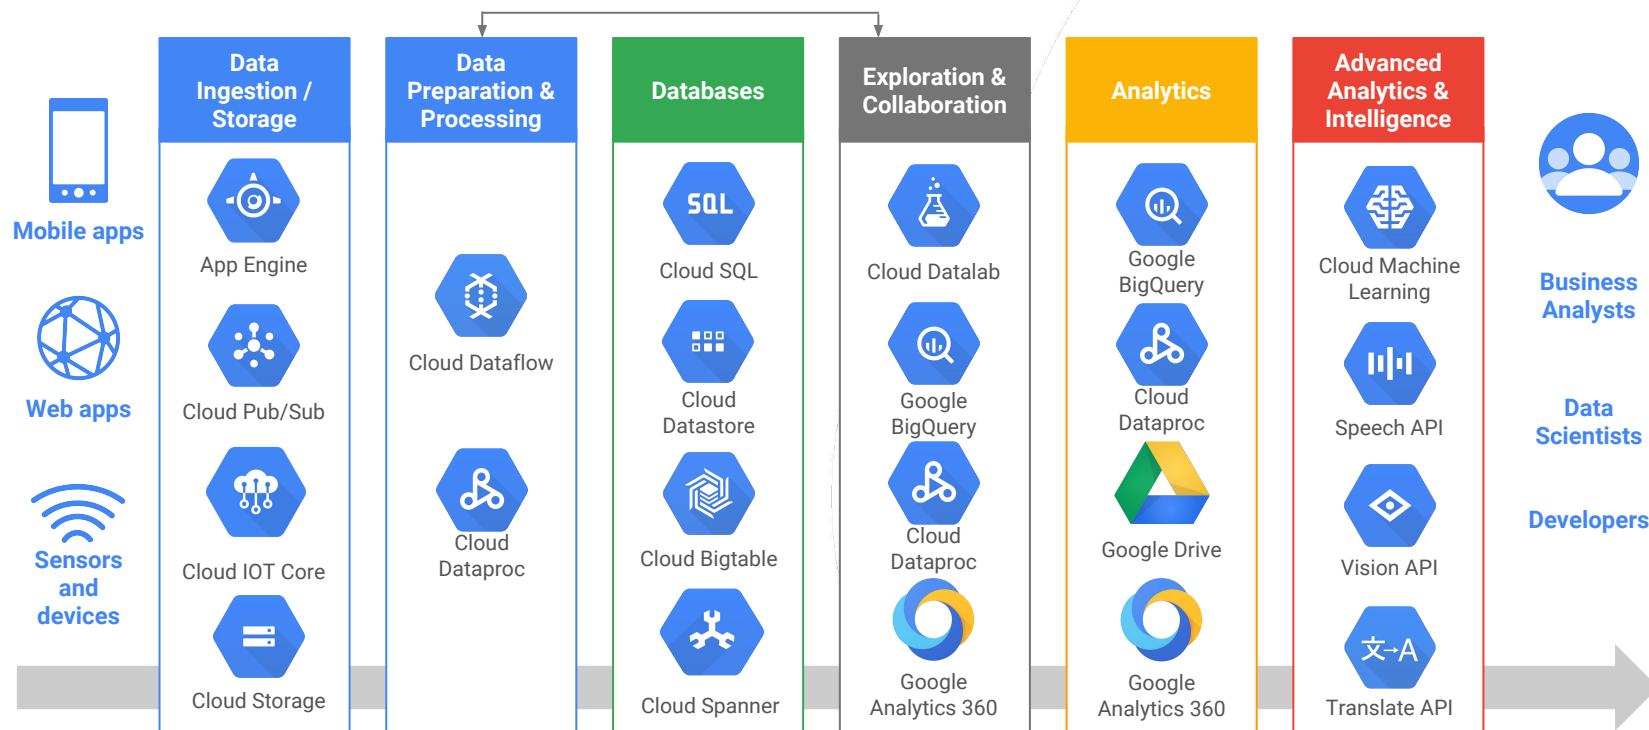 Mobile apps
Web apps
Sensors
and
devices
Data
Ingestion /
Storage
App Engine
Cloud Pub/Sub
Cloud IOT Core
Cloud Storage
Data
Preparation &
Processing
Cloud Dataflow
Cloud
Dataproc
Databases
SQL
Cloud SQL
Cloud
Datastore
Cloud Bigtable
Cloud Spanner
Exploration &
Collaboration
Cloud Datalab
Google
BigQuery
Cloud
Dataproc
Google
Analytics 360
Analytics
Google
BigQuery
Cloud
Dataproc
Google Drive
Google
Analytics 360
Advanced
Analytics &
Intelligence
Cloud Machine
Learning
Speech API
Vision API
文→A
Translate API
Business
Analysts
Data
Scientists
Developers